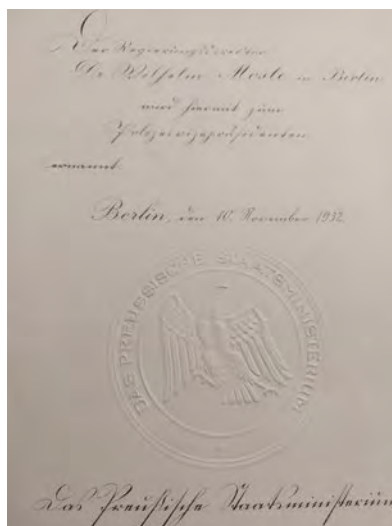 Der Regierungsdirektor
Dr. Wilhelm Mosle in Berlin
wird hiermit zum
Polizeivizepräsidenten
ernannt.
Berlin, den 10. November 1932
DAS PREUSSISCHE STAATSMINISTERIUM
Das Preußische Staatsministerium